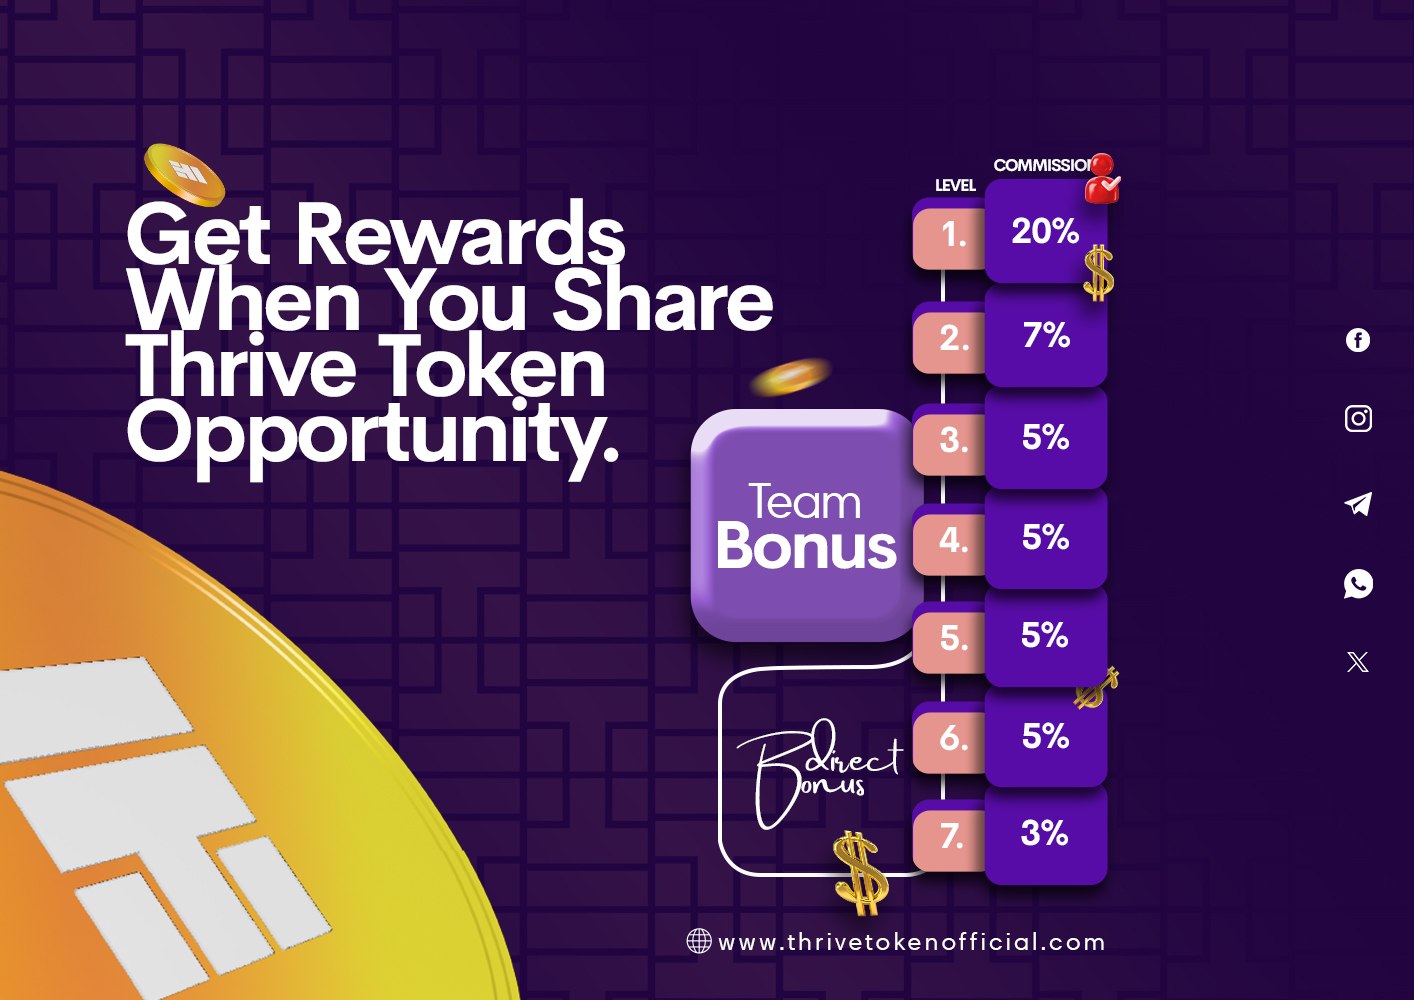 Get Rewards
When You Share
Thrive Token
Opportunity.
Team
Bonus
direct
Bonus
LEVEL COMMISSION
1. 20%
2. 7%
3. 5%
4. 5%
5. 5%
6. 5%
7. 3%
www.thrivetokenofficial.com